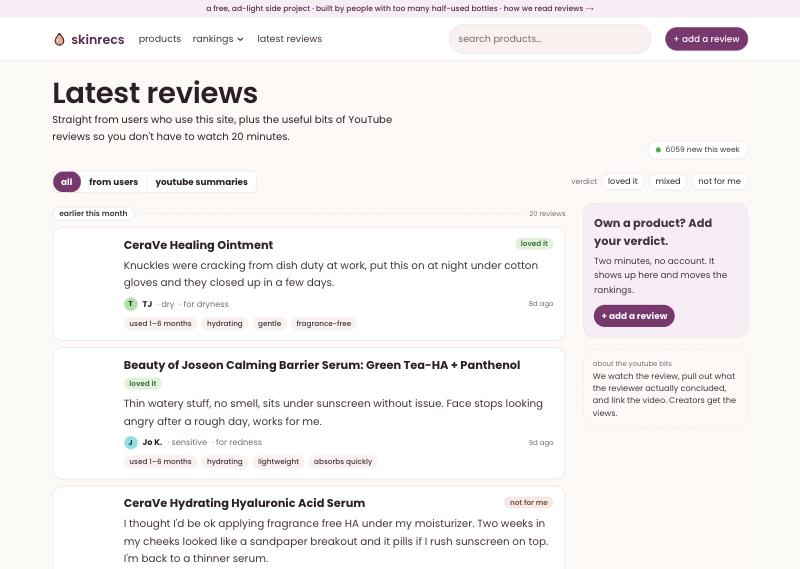 a free, ad-light side project · built by people with too many half-used bottles · how we read reviews →
skinrecs
products
rankings
latest reviews
search products…
+ add a review
Latest reviews
Straight from users who use this site, plus the useful bits of YouTube
reviews so you don't have to watch 20 minutes.
6059 new this week
all
from users
youtube summaries
verdict
loved it
mixed
not for me
earlier this month
20 reviews
CeraVe Healing Ointment
loved it
Knuckles were cracking from dish duty at work, put this on at night under cotton
gloves and they closed up in a few days.
T
TJ · dry · for dryness
8d ago
used 1–6 months
hydrating
gentle
fragrance-free
Beauty of Joseon Calming Barrier Serum: Green Tea-HA + Panthenol
loved it
Thin watery stuff, no smell, sits under sunscreen without issue. Face stops looking
angry after a rough day, works for me.
J
Jo K. · sensitive · for redness
9d ago
used 1–6 months
hydrating
lightweight
absorbs quickly
CeraVe Hydrating Hyaluronic Acid Serum
not for me
I thought I'd be ok applying fragrance free HA under my moisturizer. Two weeks in
my cheeks looked like a sandpaper breakout and it pills if I rush sunscreen on top.
I'm back to a thinner serum.
Own a product? Add
your verdict.
Two minutes, no account. It
shows up here and moves the
rankings.
+ add a review
about the youtube bits
We watch the review, pull out what
the reviewer actually concluded,
and link the video. Creators get the
views.